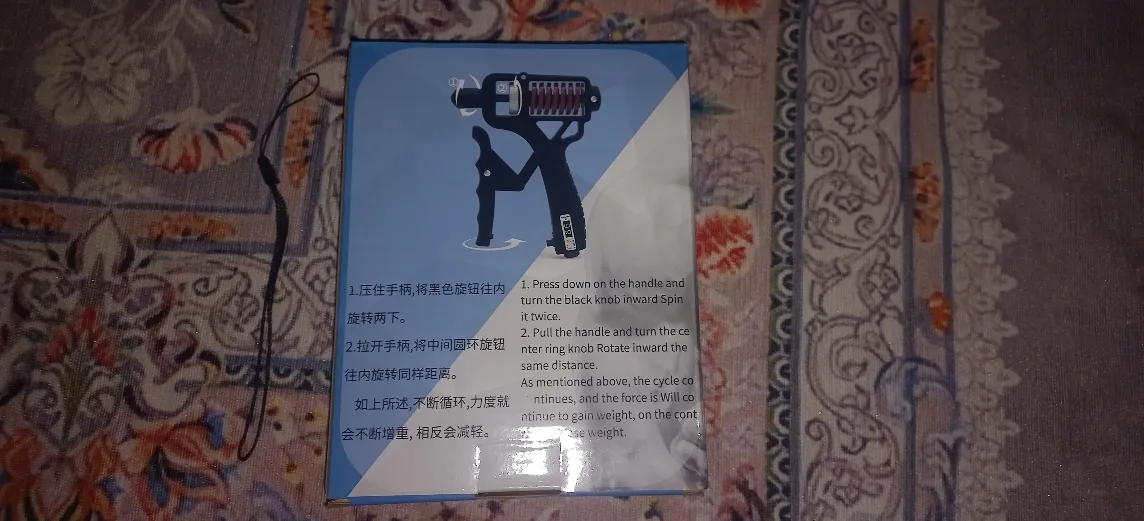 ①
②
1.压住手柄,将黑色旋钮往内
旋转两下。
2.拉开手柄,将中间圆环旋钮
往内旋转同样距离。
如上所述,不断循环,力度就
会不断增重, 相反会减轻。
1. Press down on the handle and
turn the black knob inward Spin
it twice.
2. Pull the handle and turn the ce
nter ring knob Rotate inward the
same distance.
As mentioned above, the cycle co
ntinues, and the force is Will co
ntinue to gain weight, on the cont
weight.